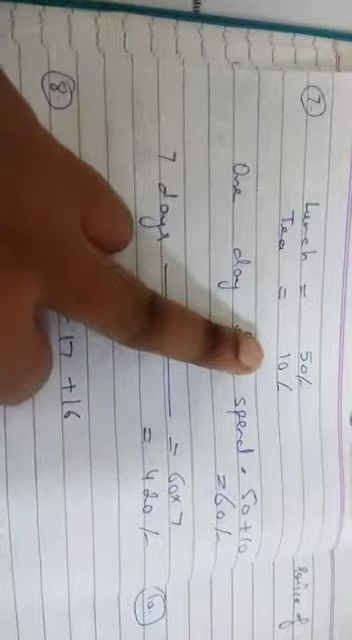 7.
Lunch = 50/-
Tea = 10/-
One day spend = 50+10
= 60/-
7 days = 60x7
= 420/-
8.
-17 +16
10.